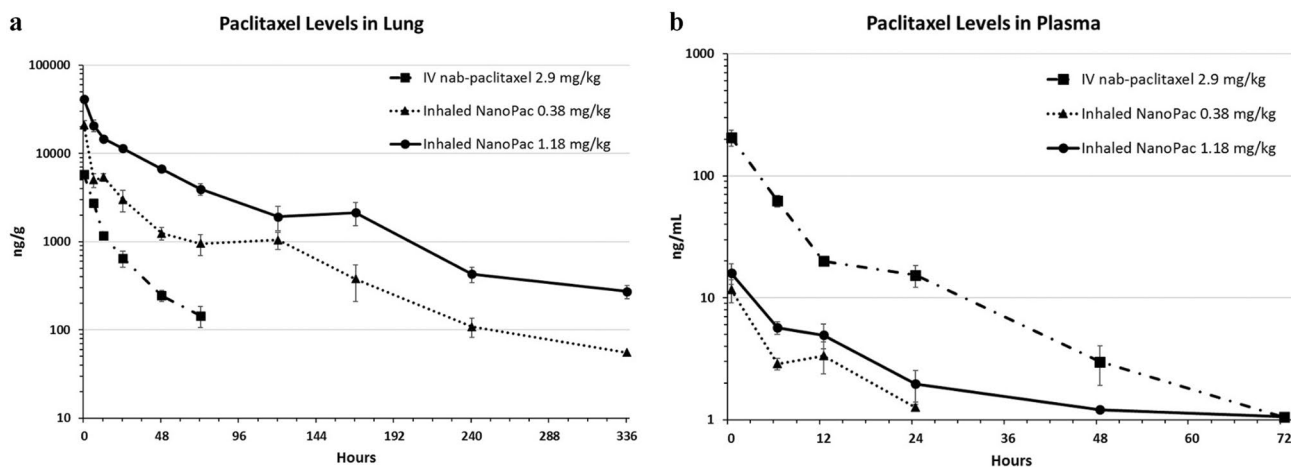 a
Paclitaxel Levels in Lung
100000
10000
1000
100
10
ng/g
IV nab-paclitaxel 2.9 mg/kg
Inhaled NanoPac 0.38 mg/kg
Inhaled NanoPac 1.18 mg/kg
0 48 96 144 192 240 288 336
Hours
b
Paclitaxel Levels in Plasma
1000
100
10
1
ng/mL
IV nab-paclitaxel 2.9 mg/kg
Inhaled NanoPac 0.38 mg/kg
Inhaled NanoPac 1.18 mg/kg
0 12 24 36 48 60 72
Hours